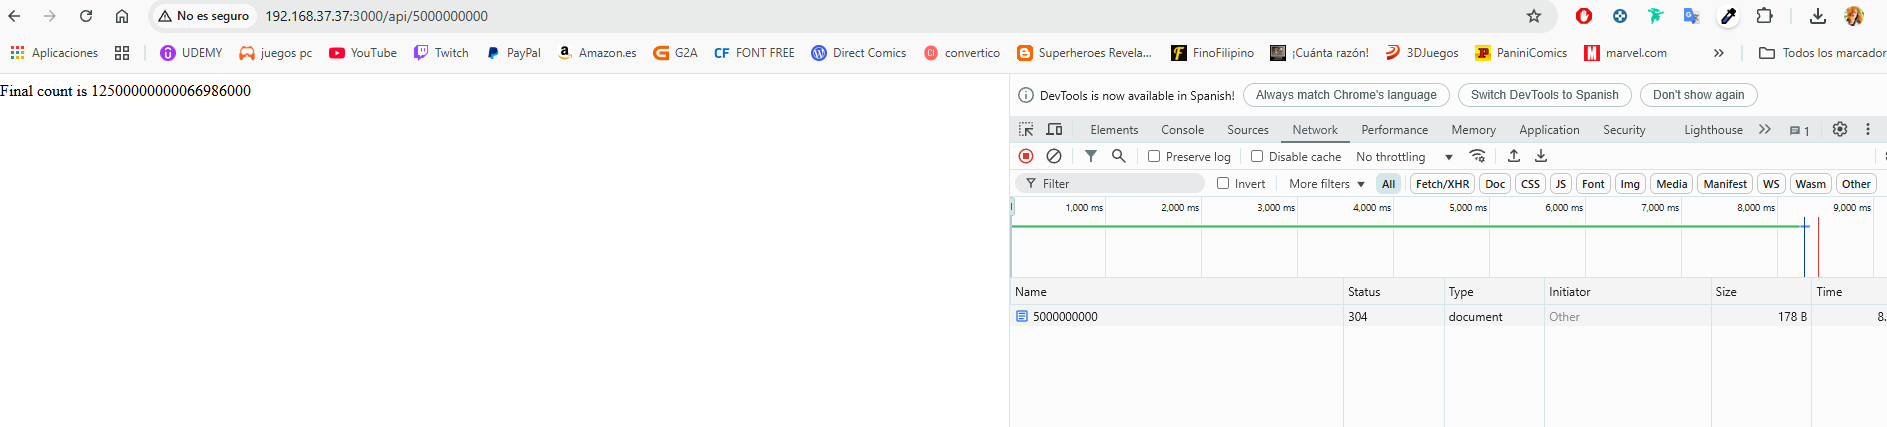 No es seguro 192.168.37.37:3000/api/5000000000
Aplicaciones UDEMY juegos pc YouTube Twitch PayPal Amazon.es G2A CF FONT FREE Direct Comics convertico Superheroes Revela... FinoFilipino ¡Cuánta razón! 3DJuegos PaniniComics marvel.com » Todos los marcador
Final count is 12500000000066986000
DevTools is now available in Spanish! Always match Chrome's language Switch DevTools to Spanish Don't show again
Elements Console Sources Network Performance Memory Application Security Lighthouse » 1
Preserve log Disable cache No throttling
Filter Invert More filters All Fetch/XHR Doc CSS JS Font Img Media Manifest WS Wasm Other
1,000 ms 2,000 ms 3,000 ms 4,000 ms 5,000 ms 6,000 ms 7,000 ms 8,000 ms 9,000 ms
Name Status Type Initiator Size Time
5000000000 304 document Other 178 B 8.